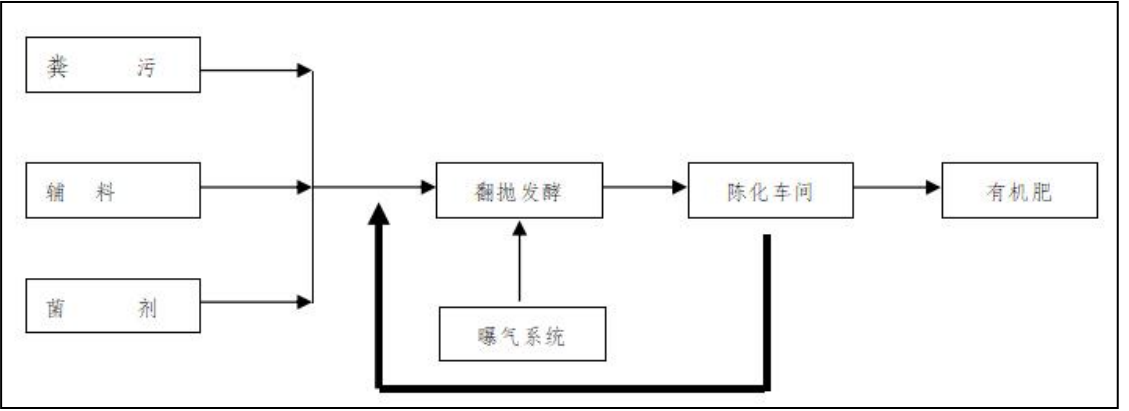 粪 污
辅 料
翻抛发酵
陈化车间
有机肥
菌 剂
曝气系统